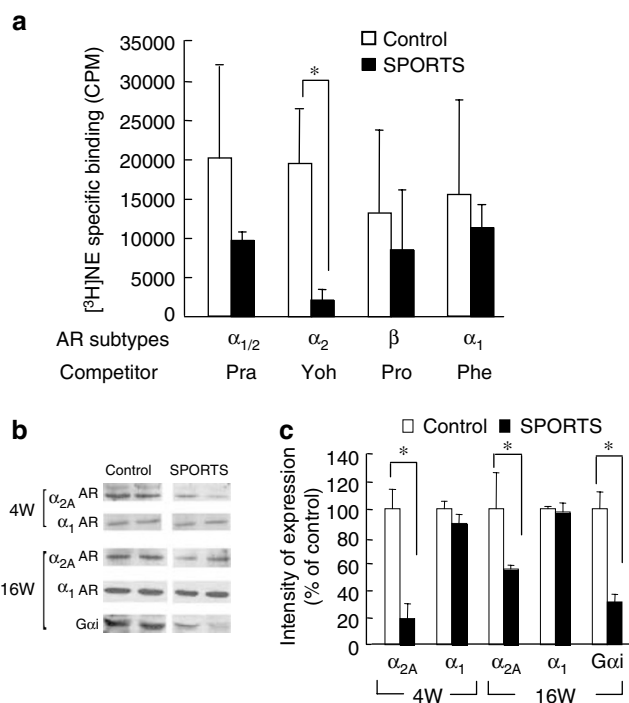 a
[³H]NE specific binding (CPM)
35000
30000
25000
20000
15000
10000
5000
0
Control
SPORTS
*
AR subtypes α1/2 α2 β α1
Competitor Pra Yoh Pro Phe
b
Control SPORTS
4W
α2A AR
α1 AR
16W
α2A AR
α1 AR
Gαi
c
Control SPORTS
Intensity of expression
(% of control)
140
120
100
80
60
40
20
0
* * *
α2A α1 α2A α1 Gαi
4W 16W